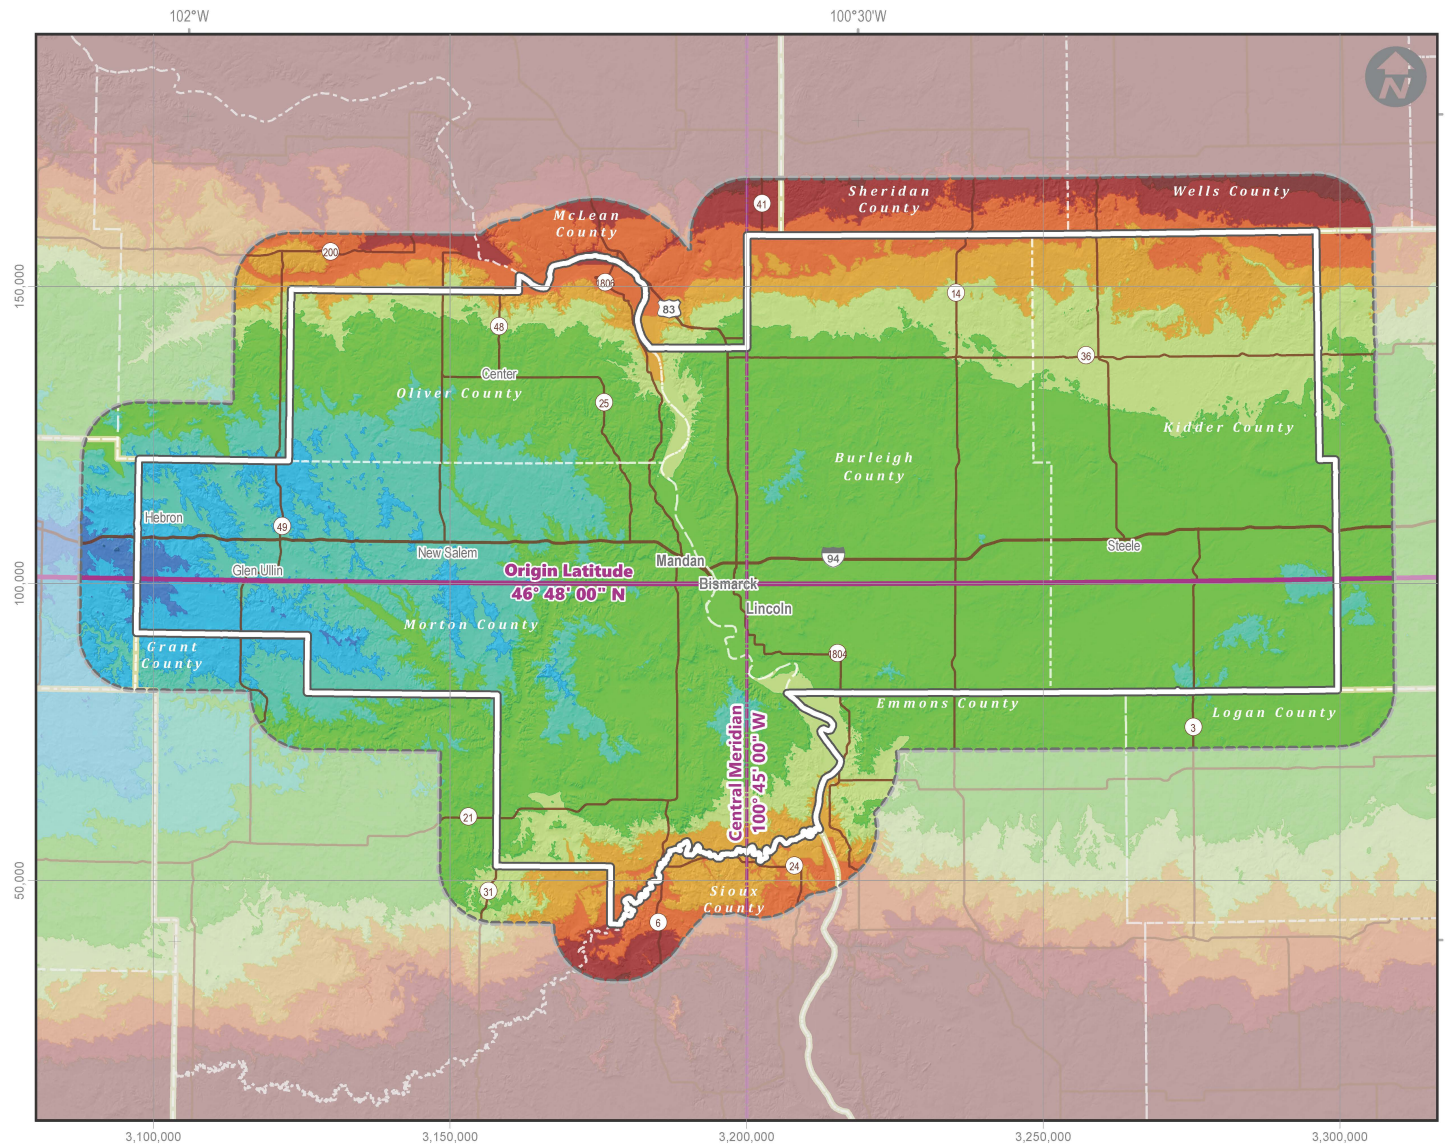 102°W
100°30'W
N
McLean
County
Sheridan
County
Wells County
41
200
1806
83
14
150,000
48
36
Center
Oliver County
25
Kidder County
Burleigh
County
Hebron
49
New Salem
Mandan
94
Steele
Glen Ullin
Origin Latitude
46° 48' 00" N
Bismarck
100,000
Lincoln
Morton County
Grant
County
1804
Emmons County
Logan County
3
Central Meridian
100° 45' 00" W
21
24
31
Sioux
County
50,000
6
3,100,000
3,150,000
3,200,000
3,250,000
3,300,000